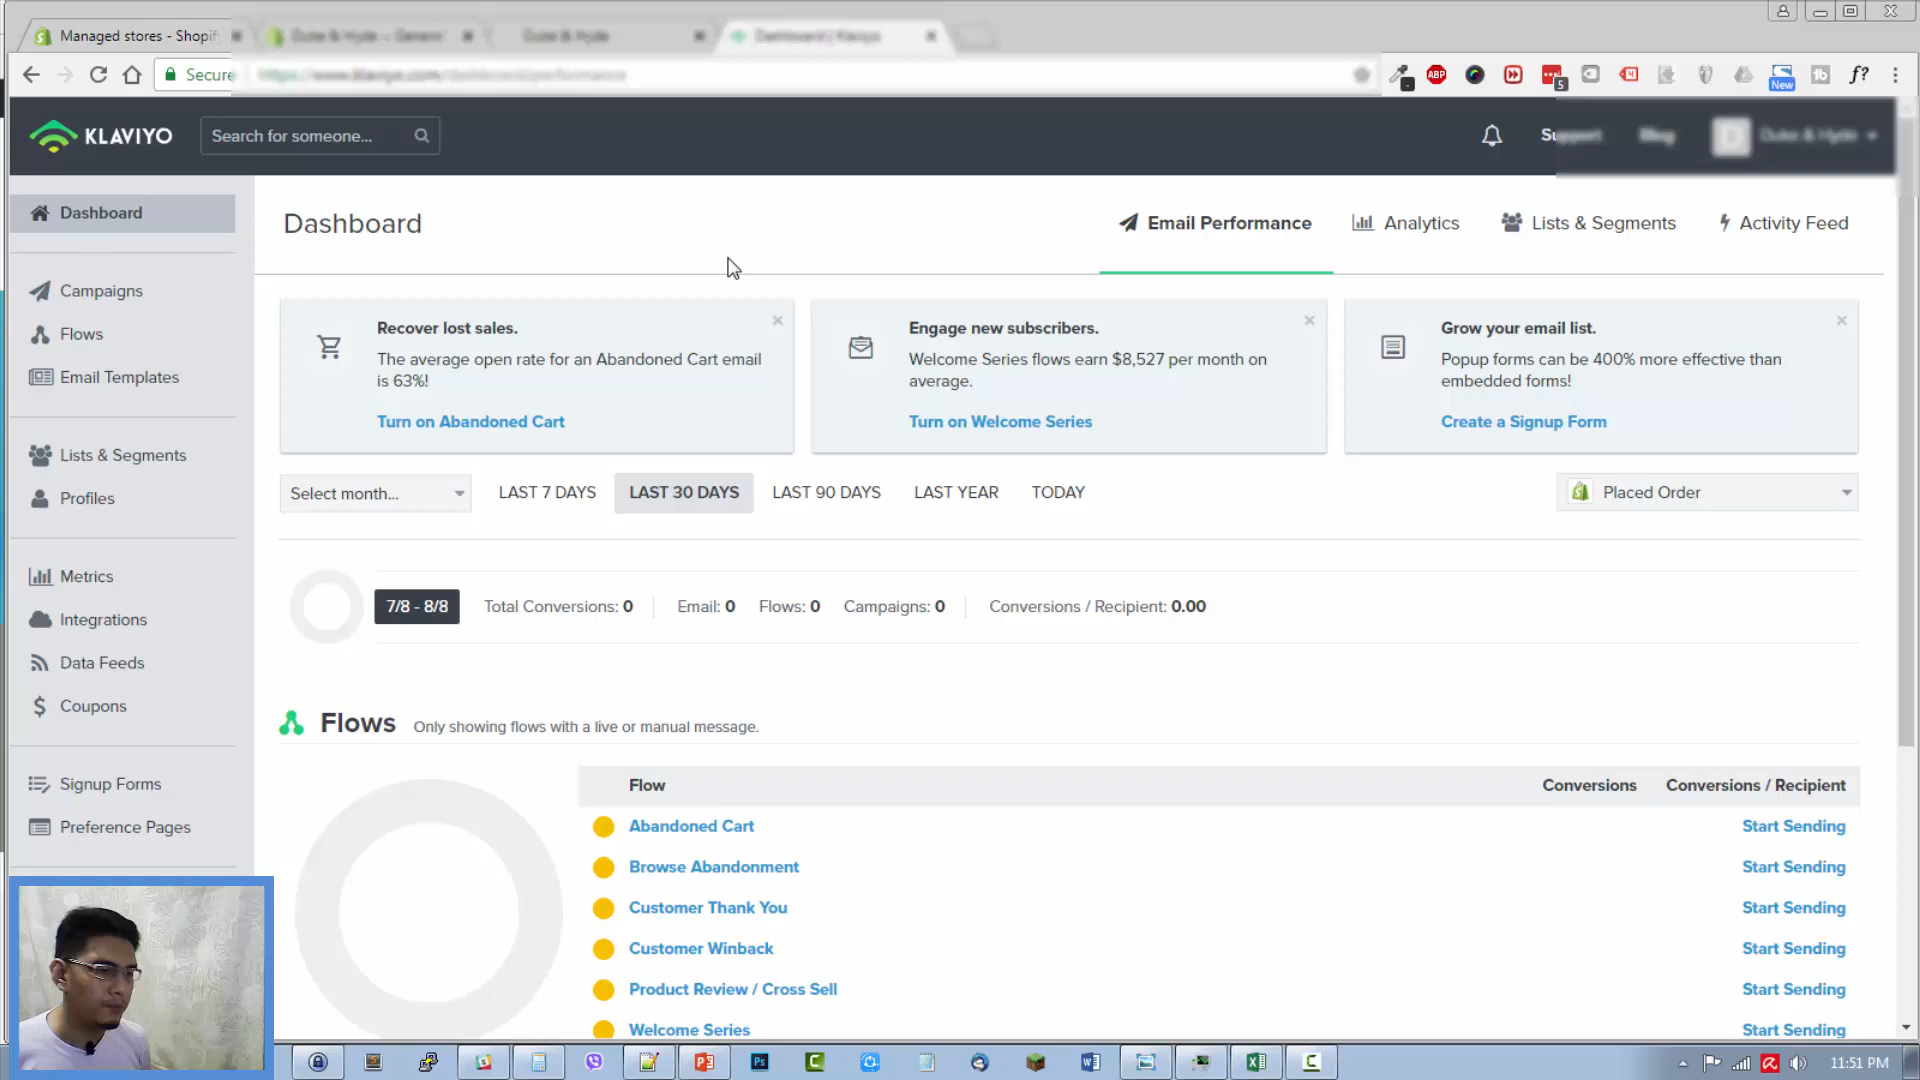 Managed stores - Shopif
Secure
ABP
5
New
f?
KLAVIYO
Search for someone...
Dashboard
Campaigns
Flows
Email Templates
Lists & Segments
Profiles
Metrics
Integrations
Data Feeds
Coupons
Signup Forms
Preference Pages
Dashboard
Email Performance
Analytics
Lists & Segments
Activity Feed
Recover lost sales.
The average open rate for an Abandoned Cart email
is 63%!
Turn on Abandoned Cart
Engage new subscribers.
Welcome Series flows earn $8,527 per month on
average.
Turn on Welcome Series
Grow your email list.
Popup forms can be 400% more effective than
embedded forms!
Create a Signup Form
Select month... LAST 7 DAYS LAST 30 DAYS LAST 90 DAYS LAST YEAR TODAY Placed Order
7/8 - 8/8 Total Conversions: 0 Email: 0 Flows: 0 Campaigns: 0 Conversions / Recipient: 0.00
Flows Only showing flows with a live or manual message.
Flow Conversions Conversions / Recipient
Abandoned Cart Start Sending
Browse Abandonment Start Sending
Customer Thank You Start Sending
Customer Winback Start Sending
Product Review / Cross Sell Start Sending
Welcome Series Start Sending
11:51 PM